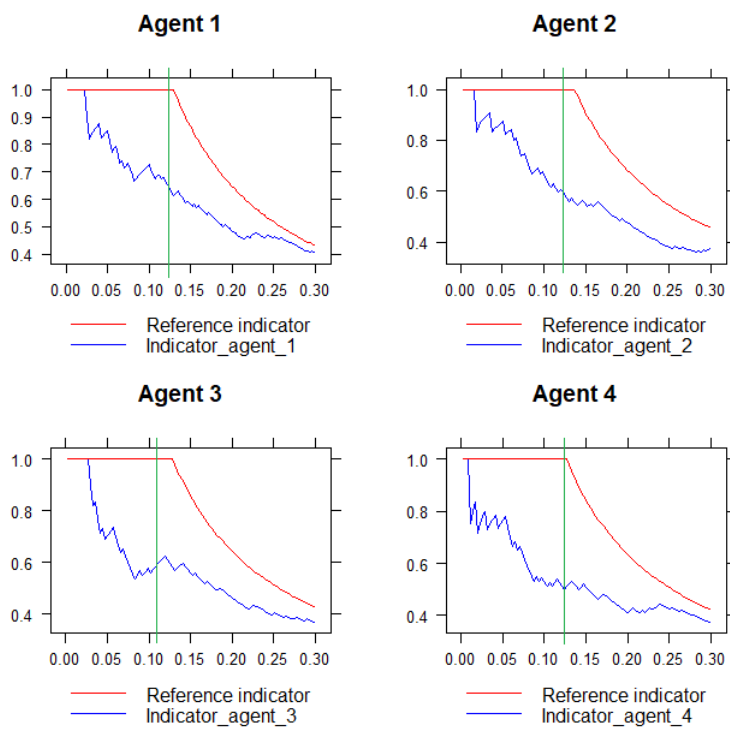 Agent 1
1.0
0.9
0.8
0.7
0.6
0.5
0.4
0.00 0.05 0.10 0.15 0.20 0.25 0.30
Reference indicator
Indicator_agent_1
Agent 2
1.0
0.8
0.6
0.4
0.00 0.05 0.10 0.15 0.20 0.25 0.30
Reference indicator
Indicator_agent_2
Agent 3
1.0
0.8
0.6
0.4
0.00 0.05 0.10 0.15 0.20 0.25 0.30
Reference indicator
Indicator_agent_3
Agent 4
1.0
0.8
0.6
0.4
0.00 0.05 0.10 0.15 0.20 0.25 0.30
Reference indicator
Indicator_agent_4